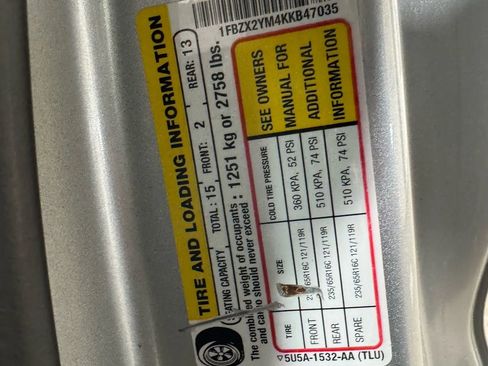 1FBZX2YM4KKB47035
TIRE AND LOADING INFORMATION
SEATING CAPACITY TOTAL: 15, FRONT: 2 REAR: 13
The combined weight of occupants
and cargo should never exceed : 1251 kg or 2758 lbs.
TIRE SIZE COLD TIRE PRESSURE
FRONT 121/119R 360 KPA, 52 PSI
REAR 235/65R16C 121/119R 510 KPA, 74 PSI
SPARE 235/65R16C 121/119R 510 KPA, 74 PSI
SEE OWNERS
MANUAL FOR
ADDITIONAL
INFORMATION
5U5A-1532-AA (TLU)